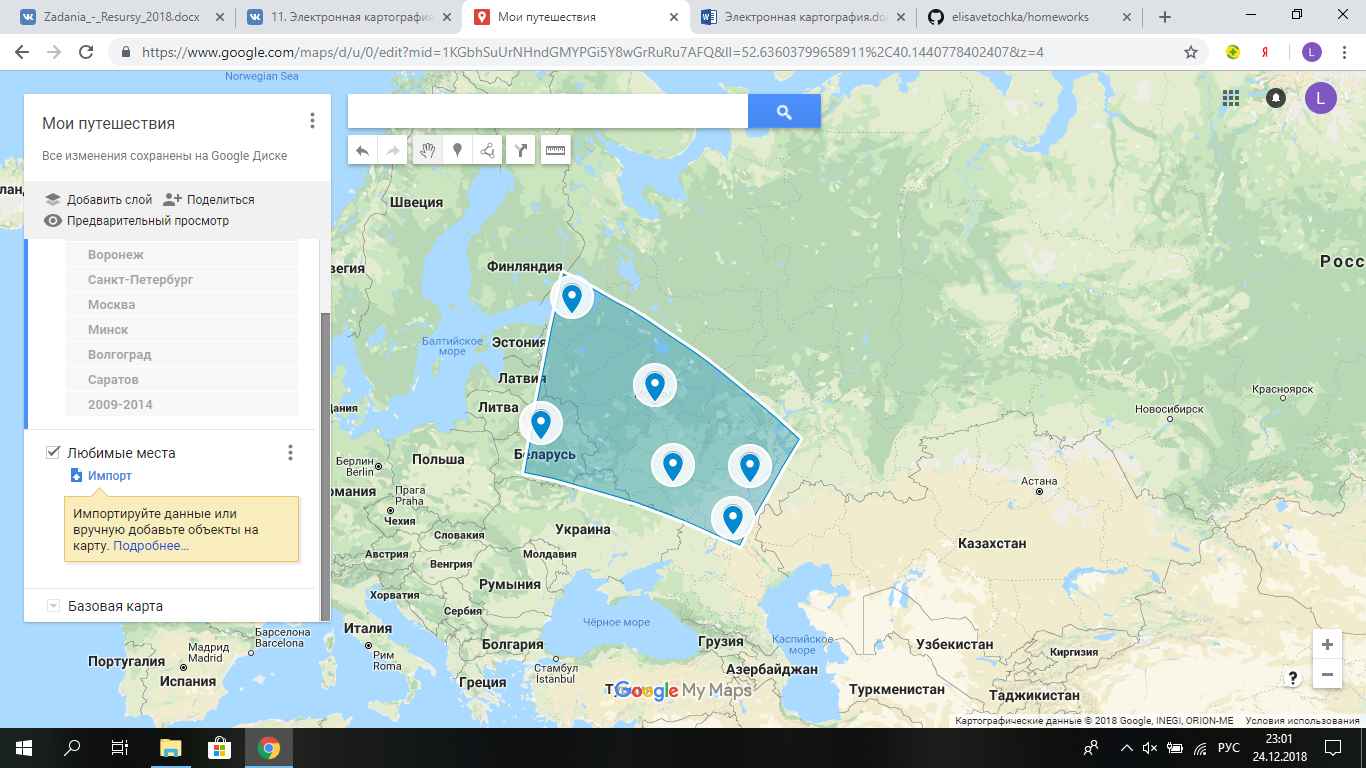 Zadania_-_Resursy_2018.docx
11. Электронная картография
Мои путешествия
Электронная картография.do
elisavetochka/homeworks
https://www.google.com/maps/d/u/0/edit?mid=1KGbhSuUrNHndGMYPGi5Y8wGrRuRu7AFQ&ll=52.63603799658911%2C40.1440778402407&z=4
Я
L
Norwegian Sea
Мои путешествия
Все изменения сохранены на Google Диске
L
Добавить слой
Поделиться
Предварительный просмотр
Воронеж
Санкт-Петербург
Москва
Минск
Волгоград
Саратов
2009-2014
Любимые места
Импорт
Импортируйте данные или
вручную добавьте объекты на
карту. Подробнее...
Базовая карта
Швеция
Финляндия
вегия
Росс
Балтийское
море
Эстония
Латвия
Литва
Дания
Красноярск
Новосибирск
Беларусь
Польша
Берлин
Berlin
рмания
Прага
Praha
Чехия
Астана
Украина
Словакия
Австрия
Молдавия
Венгрия
Казахстан
Румыния
Хорватия
Сербия
Чёрное море
Италия
Рим
Roma
Болгария
Грузия
Каспийское
море
Узбекистан
Киргизия
Барселона
Barcelona
Мадрид
Madrid
Португалия
Испания
Стамбул
İstanbul
Азербайджан
Греция
Google My Maps
Туркменистан
Таджикистан
?
Картографические данные © 2018 Google, INEGI, ORION-ME
Условия использования
РУС
23:01
24.12.2018